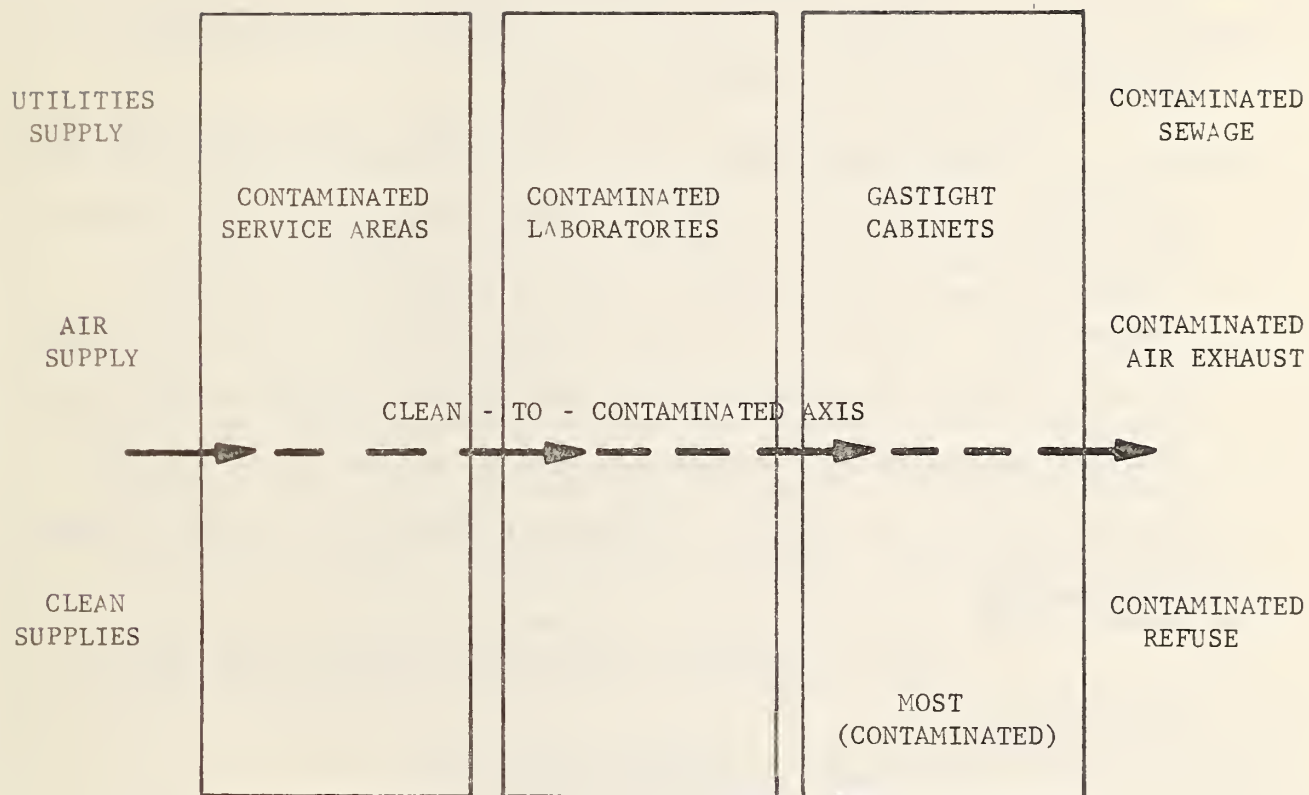 UTILITIES
SUPPLY
AIR
SUPPLY
CLEAN
SUPPLIES
CONTAMINATED
SERVICE AREAS
CONTAMINATED
LABORATORIES
GASTIGHT
CABINETS
CLEAN - TO - CONTAMINATED AXIS
MOST
(CONTAMINATED)
CONTAMINATED
SEWAGE
CONTAMINATED
AIR EXHAUST
CONTAMINATED
REFUSE